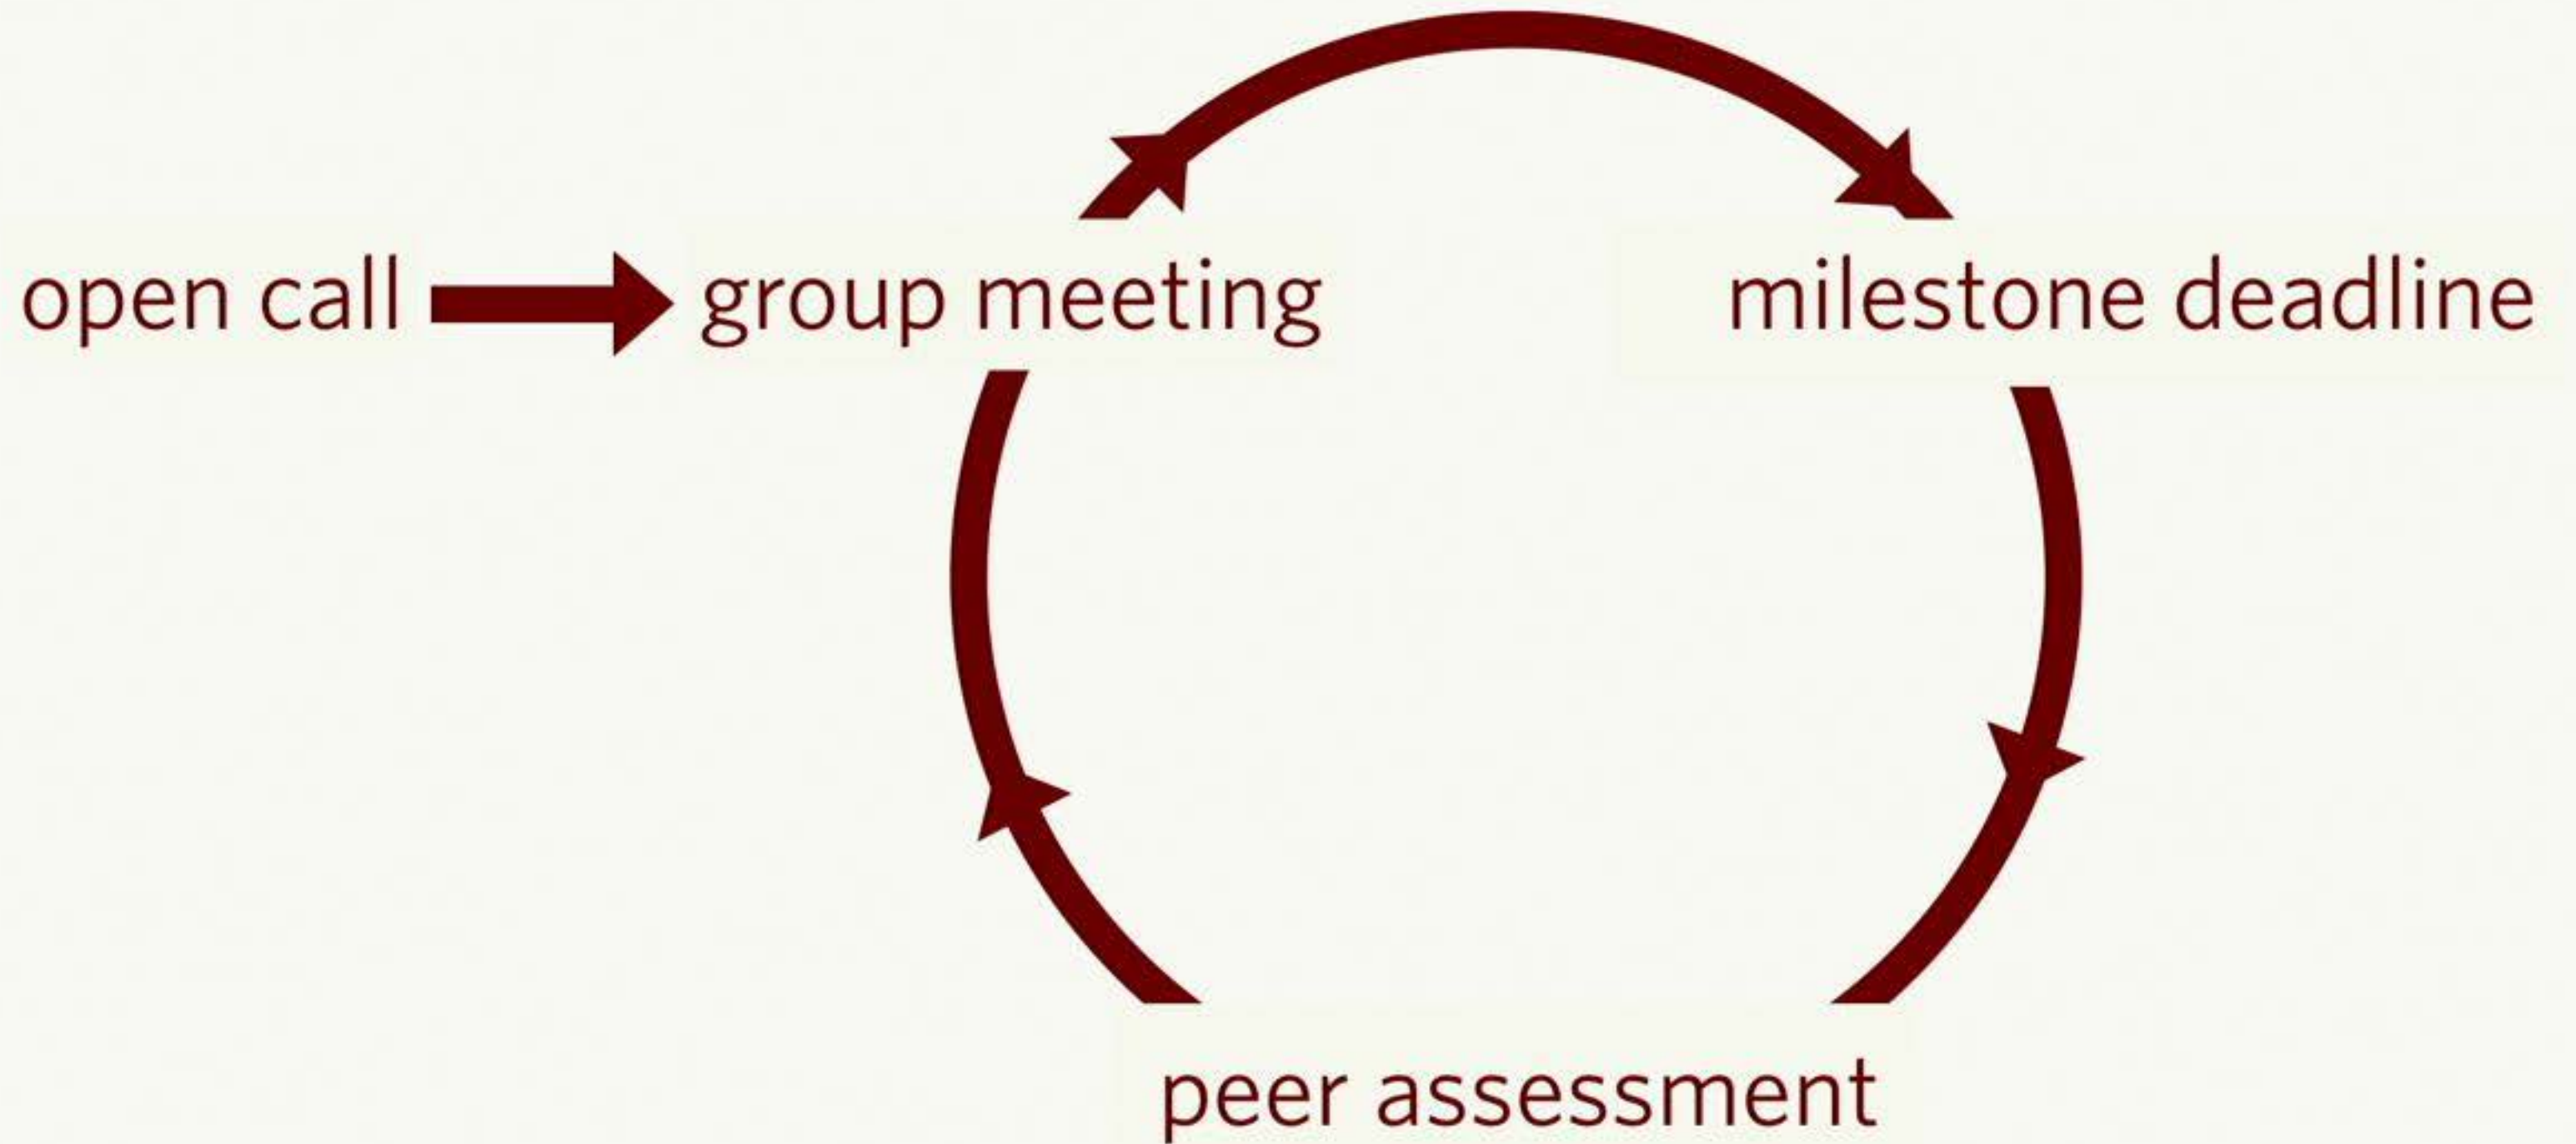 open call
group meeting
milestone deadline
peer assessment